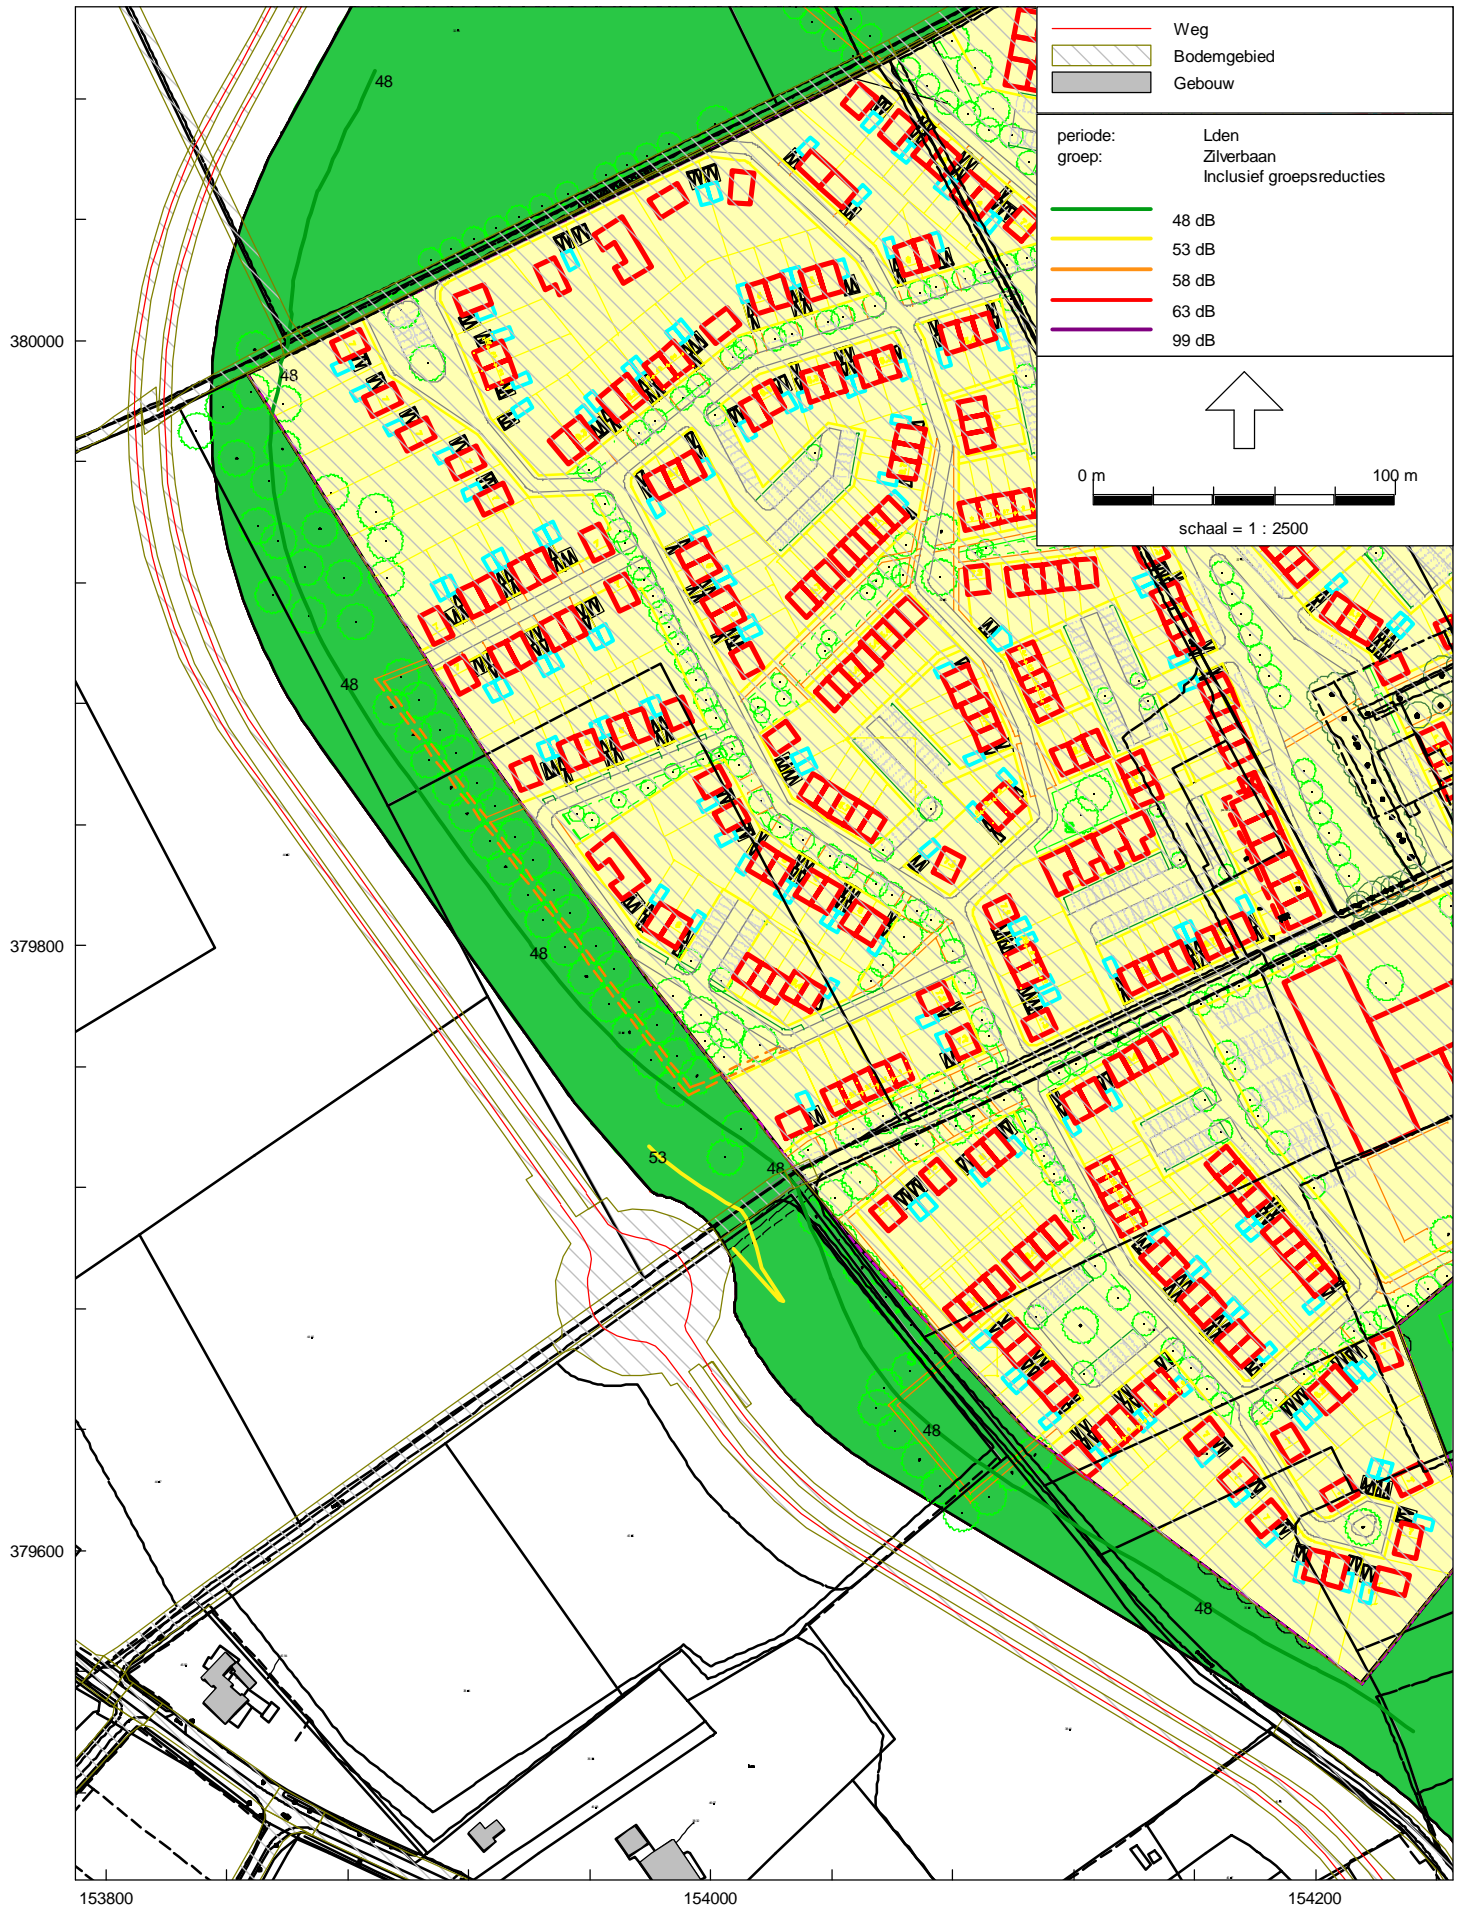 Weg
Bodemgebied
Gebouw
periode: Lden
groep: Zilverbaan
Inclusief groepsreducties
48 dB
53 dB
58 dB
63 dB
99 dB
0 m 100 m
schaal = 1 : 2500
48
380000
48
48
379800
48
53
48
48
379600
48
153800
154000
154200